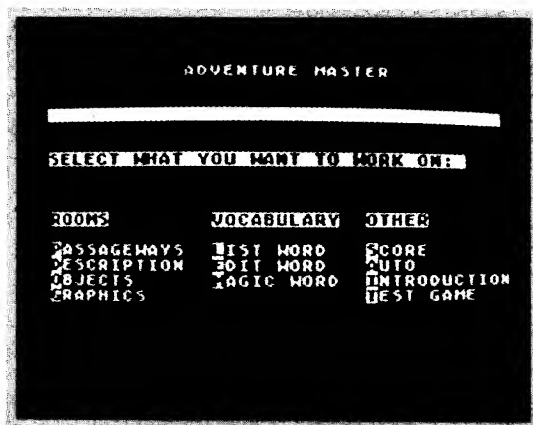 ADVENTURE MASTER
SELECT WHAT YOU WANT TO WORK ON:
ROOMS VOCABULARY OTHER
PASSAGEWAYS LIST WORD SCORE
DESCRIPTION EDIT WORD AUTO
OBJECTS MAGIC WORD INTRODUCTION
GRAPHICS TEST GAME